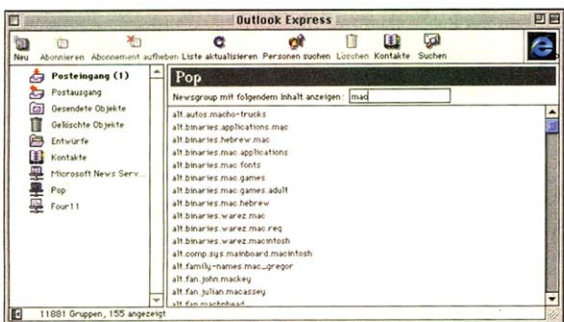 Outlook Express
Neu Abonnieren Abonnement aufheben Liste aktualisieren Personen suchen Löschen Kontakte Suchen
Posteingang (1)
Postausgang
Gesendete Objekte
Gelöschte Objekte
Entwürfe
Kontakte
Microsoft News Serv...
Pop
Four11
Pop
Newsgroup mit folgendem Inhalt anzeigen: mac
alt.autos.macho-trucks
alt.binaries.applications.mac
alt.binaries.hebrew.mac
alt.binaries.mac.applications
alt.binaries.mac.fonts
alt.binaries.mac.games
alt.binaries.mac.games.adult
alt.binaries.mac.hebrew
alt.binaries.warez.mac
alt.binaries.warez.mac.req
alt.binaries.warez.macintosh
alt.comp.sys.mainboard.macintosh
alt.family-names.mac_gregor
alt.fan.john.mackey
alt.fan.julian.macassey
11881 Gruppen, 155 angezeigt